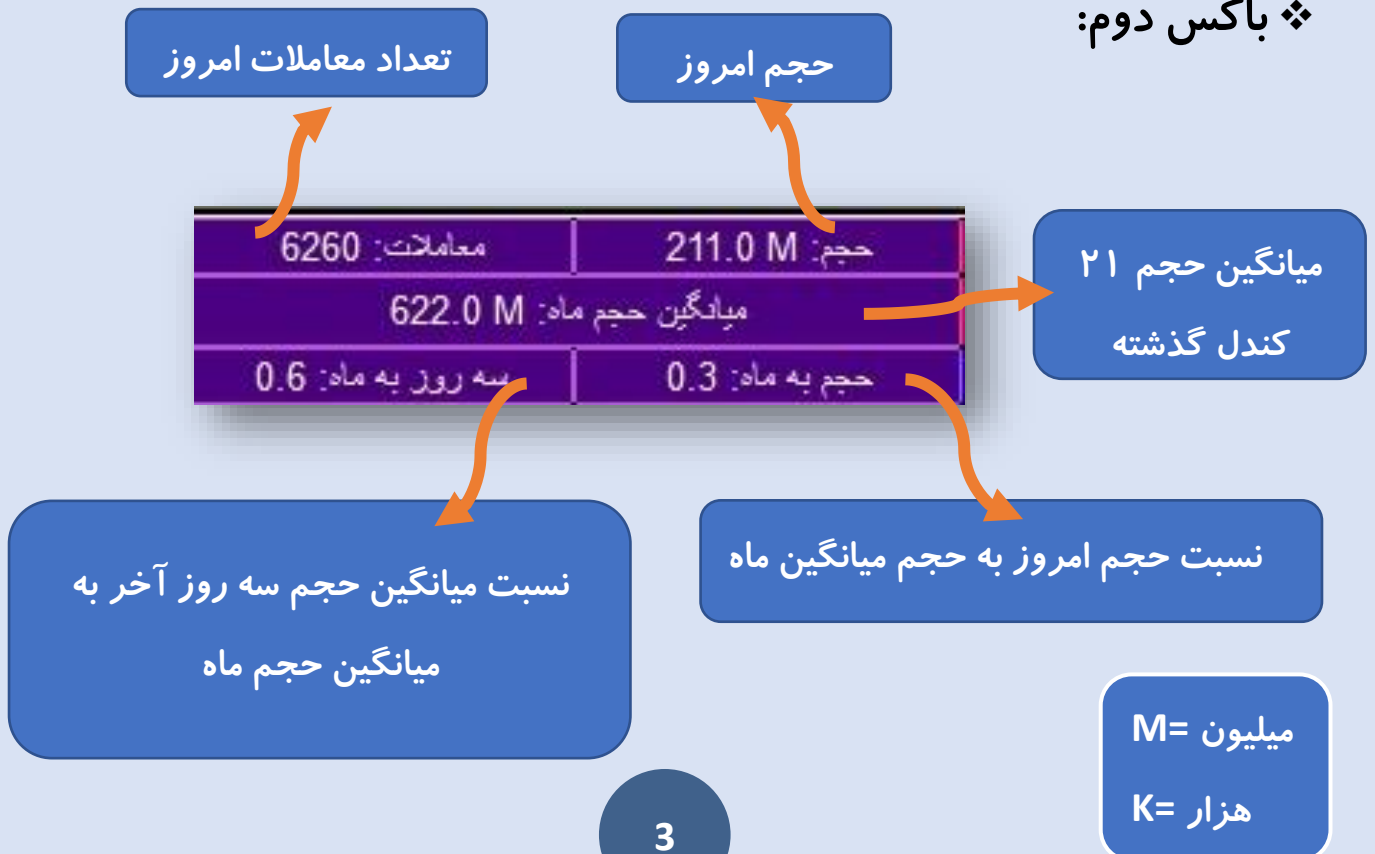 ❖ باکس دوم:
حجم امروز
تعداد معاملات امروز
حجم: 211.0 M
معاملات: 6260
میانگین حجم ماه: 622.0 M
حجم به ماه: 0.3
سه روز به ماه: 0.6
میانگین حجم ۲۱
کندل گذشته
نسبت حجم امروز به حجم میانگین ماه
نسبت میانگین حجم سه روز آخر به
میانگین حجم ماه
میلیون =M
هزار =K
3